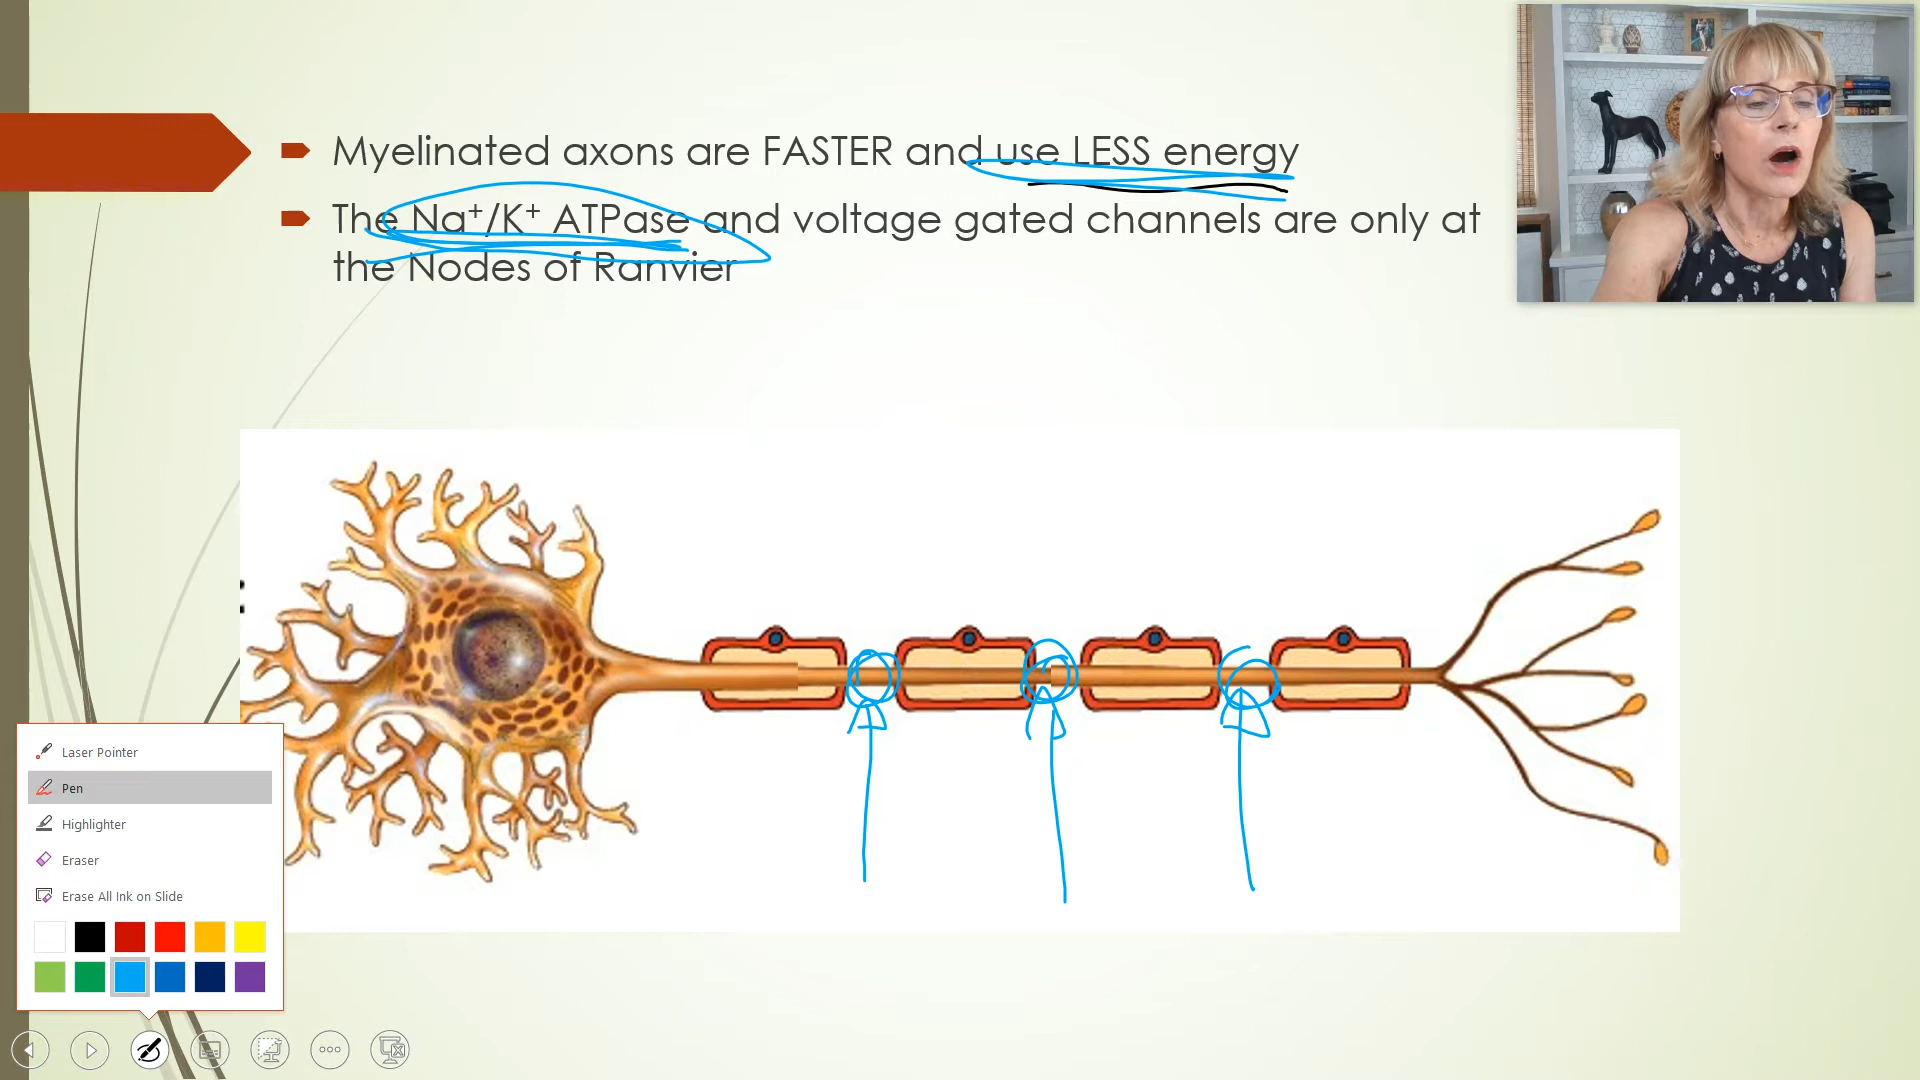 Myelinated axons are FASTER and use LESS energy
The Na⁺/K⁺ ATPase and voltage gated channels are only at
the Nodes of Ranvier
Laser Pointer
Pen
Highlighter
Eraser
Erase All Ink on Slide